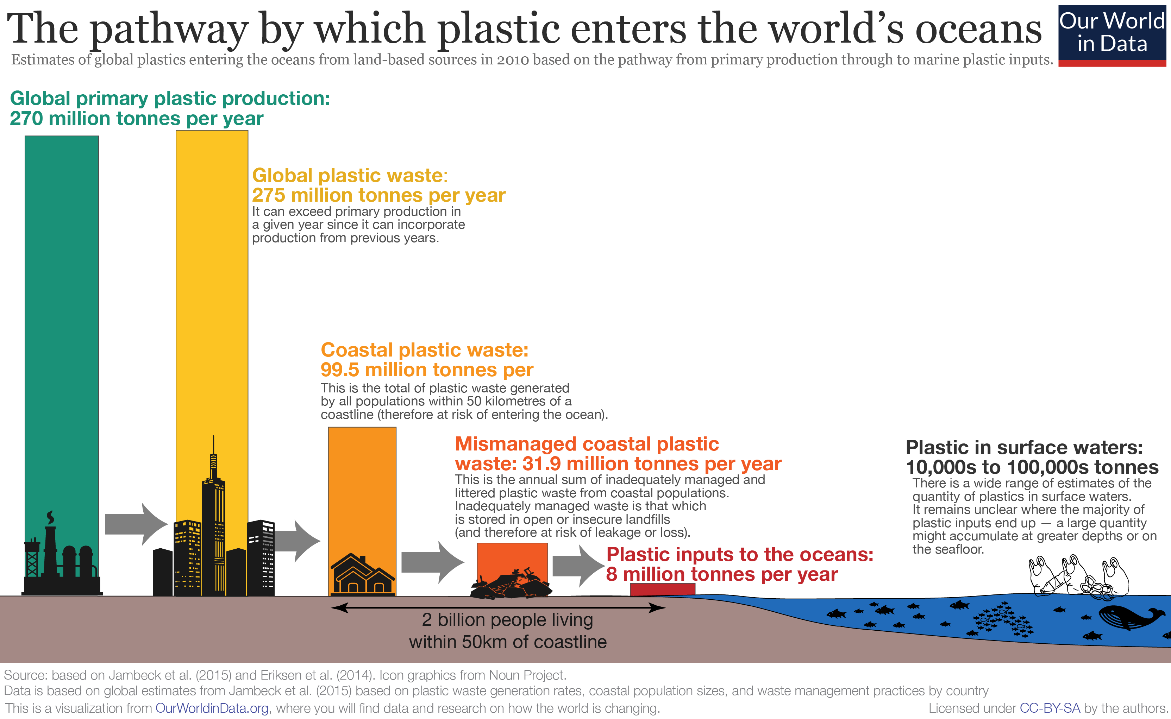 The pathway by which plastic enters the world's oceans
Our World
in Data
Estimates of global plastics entering the oceans from land-based sources in 2010 based on the pathway from primary production through to marine plastic inputs.
Global primary plastic production:
270 million tonnes per year
Global plastic waste:
275 million tonnes per year
It can exceed primary production in
a given year since it can incorporate
production from previous years.
Coastal plastic waste:
99.5 million tonnes per
This is the total of plastic waste generated
by all populations within 50 kilometres of a
coastline (therefore at risk of entering the ocean).
Mismanaged coastal plastic
waste: 31.9 million tonnes per year
This is the annual sum of inadequately managed and
littered plastic waste from coastal populations.
Inadequately managed waste is that which
is stored in open or insecure landfills
(and therefore at risk of leakage or loss).
Plastic inputs to the oceans:
8 million tonnes per year
Plastic in surface waters:
10,000s to 100,000s tonnes
There is a wide range of estimates of the
quantity of plastics in surface waters.
It remains unclear where the majority of
plastic inputs end up — a large quantity
might accumulate at greater depths or on
the seafloor.
2 billion people living
within 50km of coastline
Source: based on Jambeck et al. (2015) and Eriksen et al. (2014). Icon graphics from Noun Project.
Data is based on global estimates from Jambeck et al. (2015) based on plastic waste generation rates, coastal population sizes, and waste management practices by country
This is a visualization from OurWorldinData.org, where you will find data and research on how the world is changing.
Licensed under CC-BY-SA by the authors.